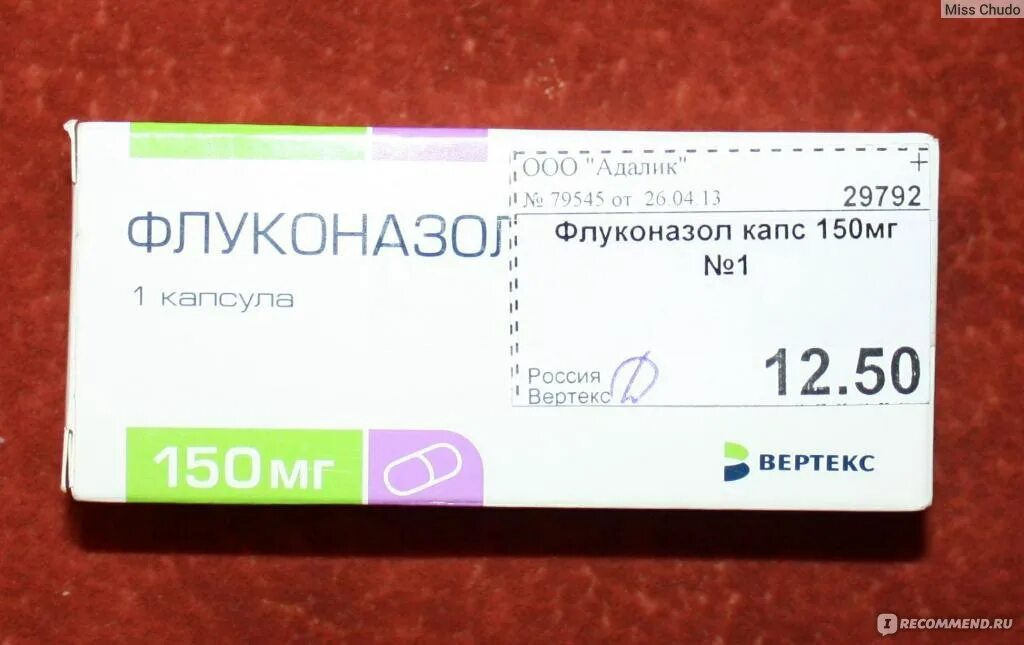 Miss Chudo
ФЛУКОНАЗОЛ
1 капсула
150 мг
ООО "Адалик" +
№ 79545 от 26.04.13 29792
Флуконазол капс 150мг
№1
Россия
Вертекс
12.50
ВЕРТЕКС
IRECOMMEND.RU